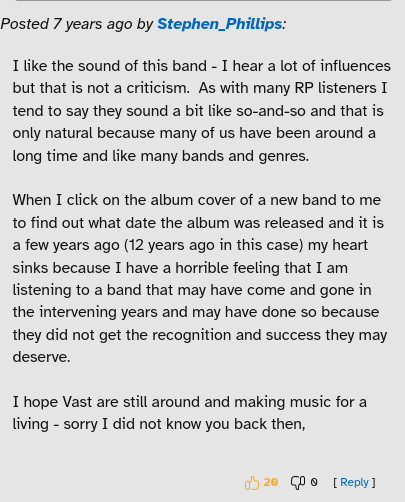 Posted 7 years ago by Stephen_Phillips:
I like the sound of this band - I hear a lot of influences
but that is not a criticism.  As with many RP listeners I
tend to say they sound a bit like so-and-so and that is
only natural because many of us have been around a
long time and like many bands and genres.
When I click on the album cover of a new band to me
to find out what date the album was released and it is
a few years ago (12 years ago in this case) my heart
sinks because I have a horrible feeling that I am
listening to a band that may have come and gone in
the intervening years and may have done so because
they did not get the recognition and success they may
deserve.
I hope Vast are still around and making music for a
living - sorry I did not know you back then,
20 0 [ Reply ]